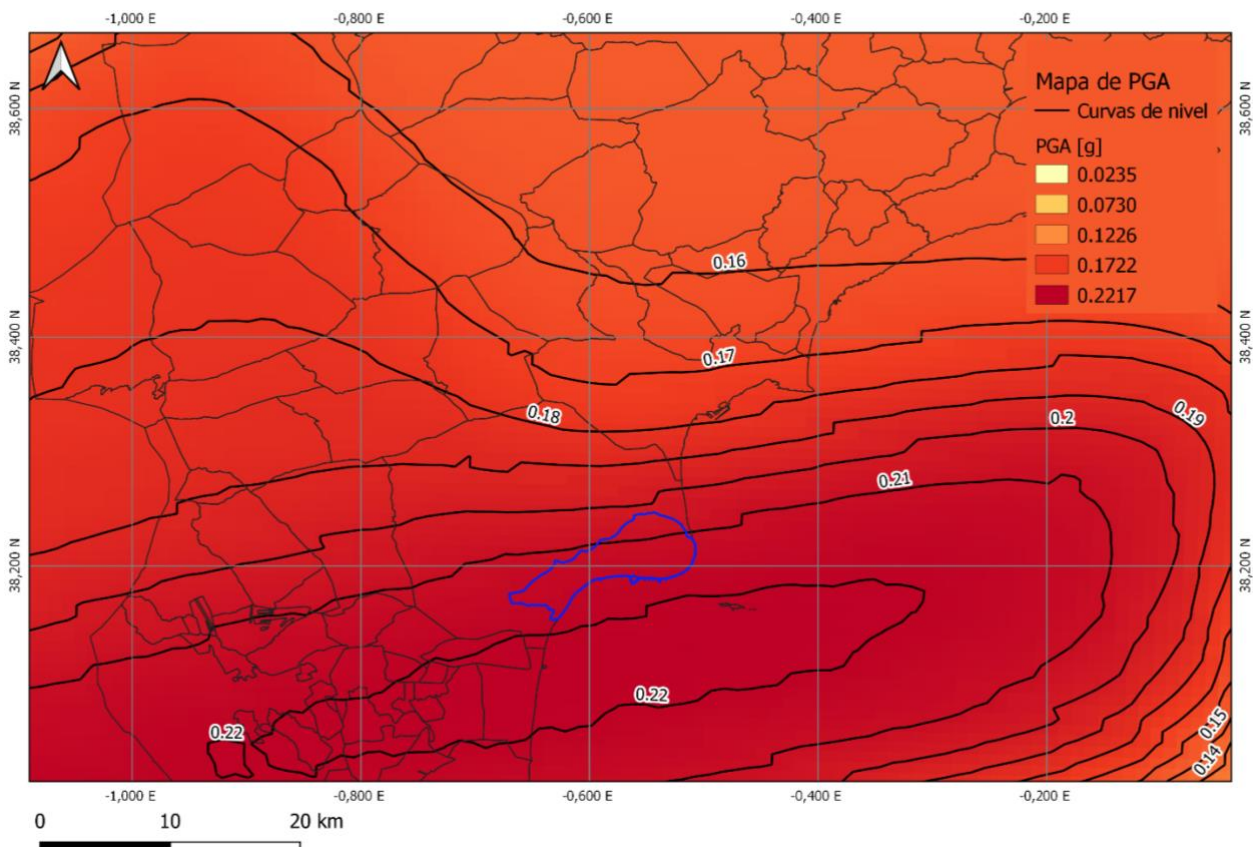 -1,000 E
-0,800 E
-0,600 E
-0,400 E
-0,200 E
38,600 N
38,600 N
Mapa de PGA
Curvas de nivel
PGA [g]
0.0235
0.0730
0.1226
0.1722
0.2217
0.16
38,400 N
38,400 N
0.17
0.18
0.19
0.2
0.21
38,200 N
38,200 N
0.22
0.22
0.15
0.14
-1,000 E
-0,800 E
-0,600 E
-0,400 E
-0,200 E
0
10
20 km